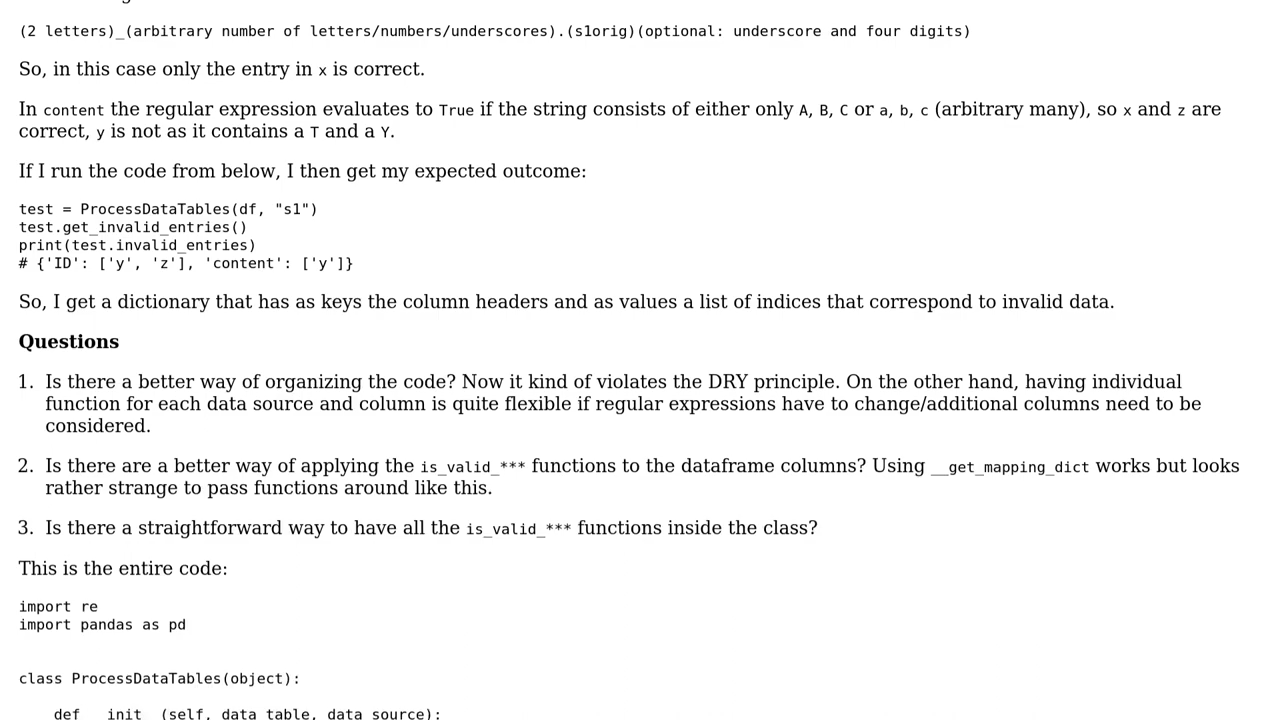 (2 letters)_(arbitrary number of letters/numbers/underscores).(s1orig)(optional: underscore and four digits)
So, in this case only the entry in x is correct.
In content the regular expression evaluates to True if the string consists of either only A, B, C or a, b, c (arbitrary many), so x and z are
correct, y is not as it contains a T and a Y.
If I run the code from below, I then get my expected outcome:
test = ProcessDataTables(df, "s1")
test.get_invalid_entries()
print(test.invalid_entries)
# {'ID': ['y', 'z'], 'content': ['y']}
So, I get a dictionary that has as keys the column headers and as values a list of indices that correspond to invalid data.
Questions
1. Is there a better way of organizing the code? Now it kind of violates the DRY principle. On the other hand, having individual
function for each data source and column is quite flexible if regular expressions have to change/additional columns need to be
considered.
2. Is there are a better way of applying the is_valid_*** functions to the dataframe columns? Using __get_mapping_dict works but looks
rather strange to pass functions around like this.
3. Is there a straightforward way to have all the is_valid_*** functions inside the class?
This is the entire code:
import re
import pandas as pd
class ProcessDataTables(object):
def __init__(self, data_table, data_source):